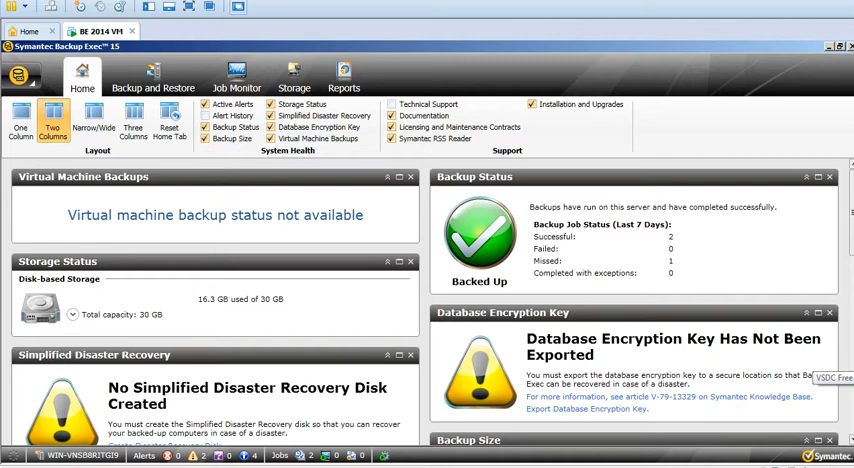 Home
BE 2014 VM
Symantec Backup Exec™ 15
Home
Backup and Restore
Job Monitor
Storage
Reports
One Column
Two Columns
Narrow/Wide
Three Columns
Reset Home Tab
Layout
Active Alerts
Alert History
Backup Status
Backup Size
Storage Status
Simplified Disaster Recovery
Database Encryption Key
Virtual Machine Backups
System Health
Technical Support
Documentation
Licensing and Maintenance Contracts
Symantec RSS Reader
Installation and Upgrades
Support
Virtual Machine Backups
Virtual machine backup status not available
Storage Status
Disk-based Storage
16.3 GB used of 30 GB
Total capacity: 30 GB
Simplified Disaster Recovery
No Simplified Disaster Recovery Disk
Created
You must create the Simplified Disaster Recovery disk so that you can recover
your backed-up computers in case of a disaster.
Create Disaster Recovery Disk
Backup Status
Backed Up
Backups have run on this server and have completed successfully.
Backup Job Status (Last 7 Days):
Successful: 2
Failed: 0
Missed: 1
Completed with exceptions: 0
Database Encryption Key
Database Encryption Key Has Not Been
Exported
You must export the database encryption key to a secure location so that Ba
Exec can be recovered in case of a disaster.
For more information, see article V-79-13329 on Symantec Knowledge Base.
Export Database Encryption Key.
VSDC Free
Backup Size
WIN-VNSB8RITGI9 Alerts 0 2 0 4 Jobs 2 0 0
Symantec.